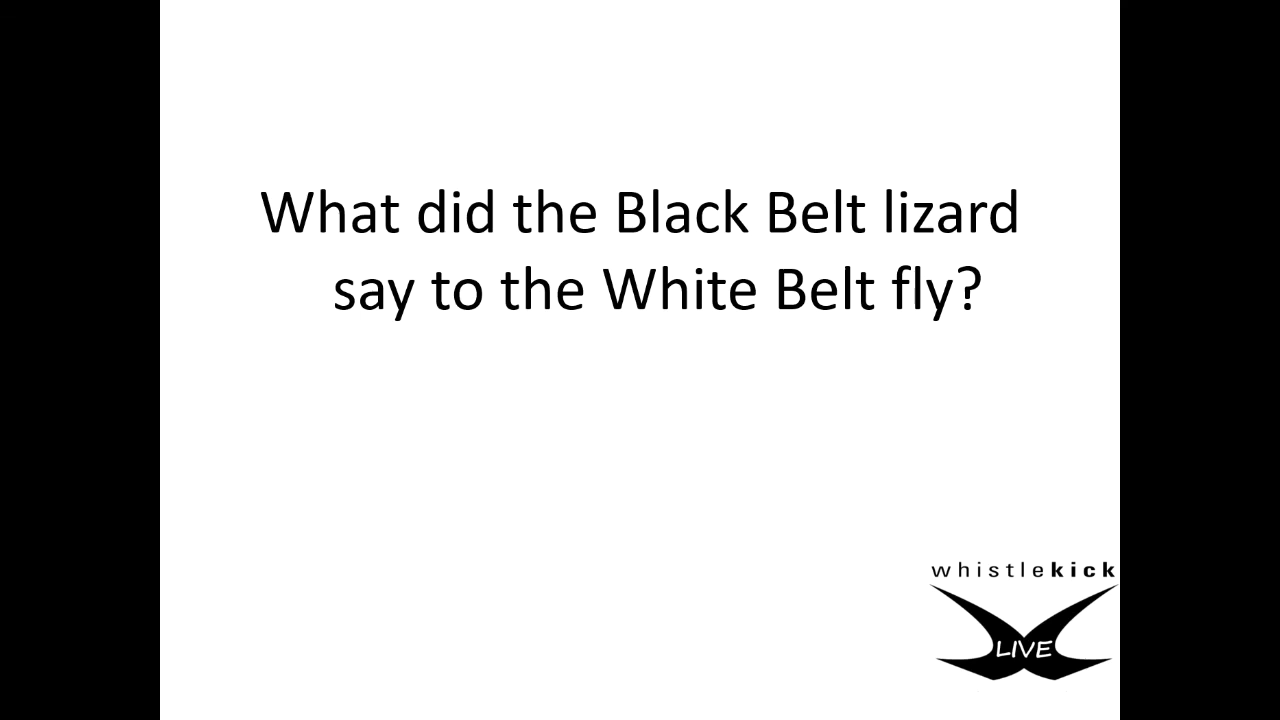 What did the Black Belt lizard
say to the White Belt fly?
whistlekick
LIVE